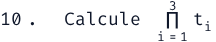 10. Calcule ∏_{i=1}^{3} t_i